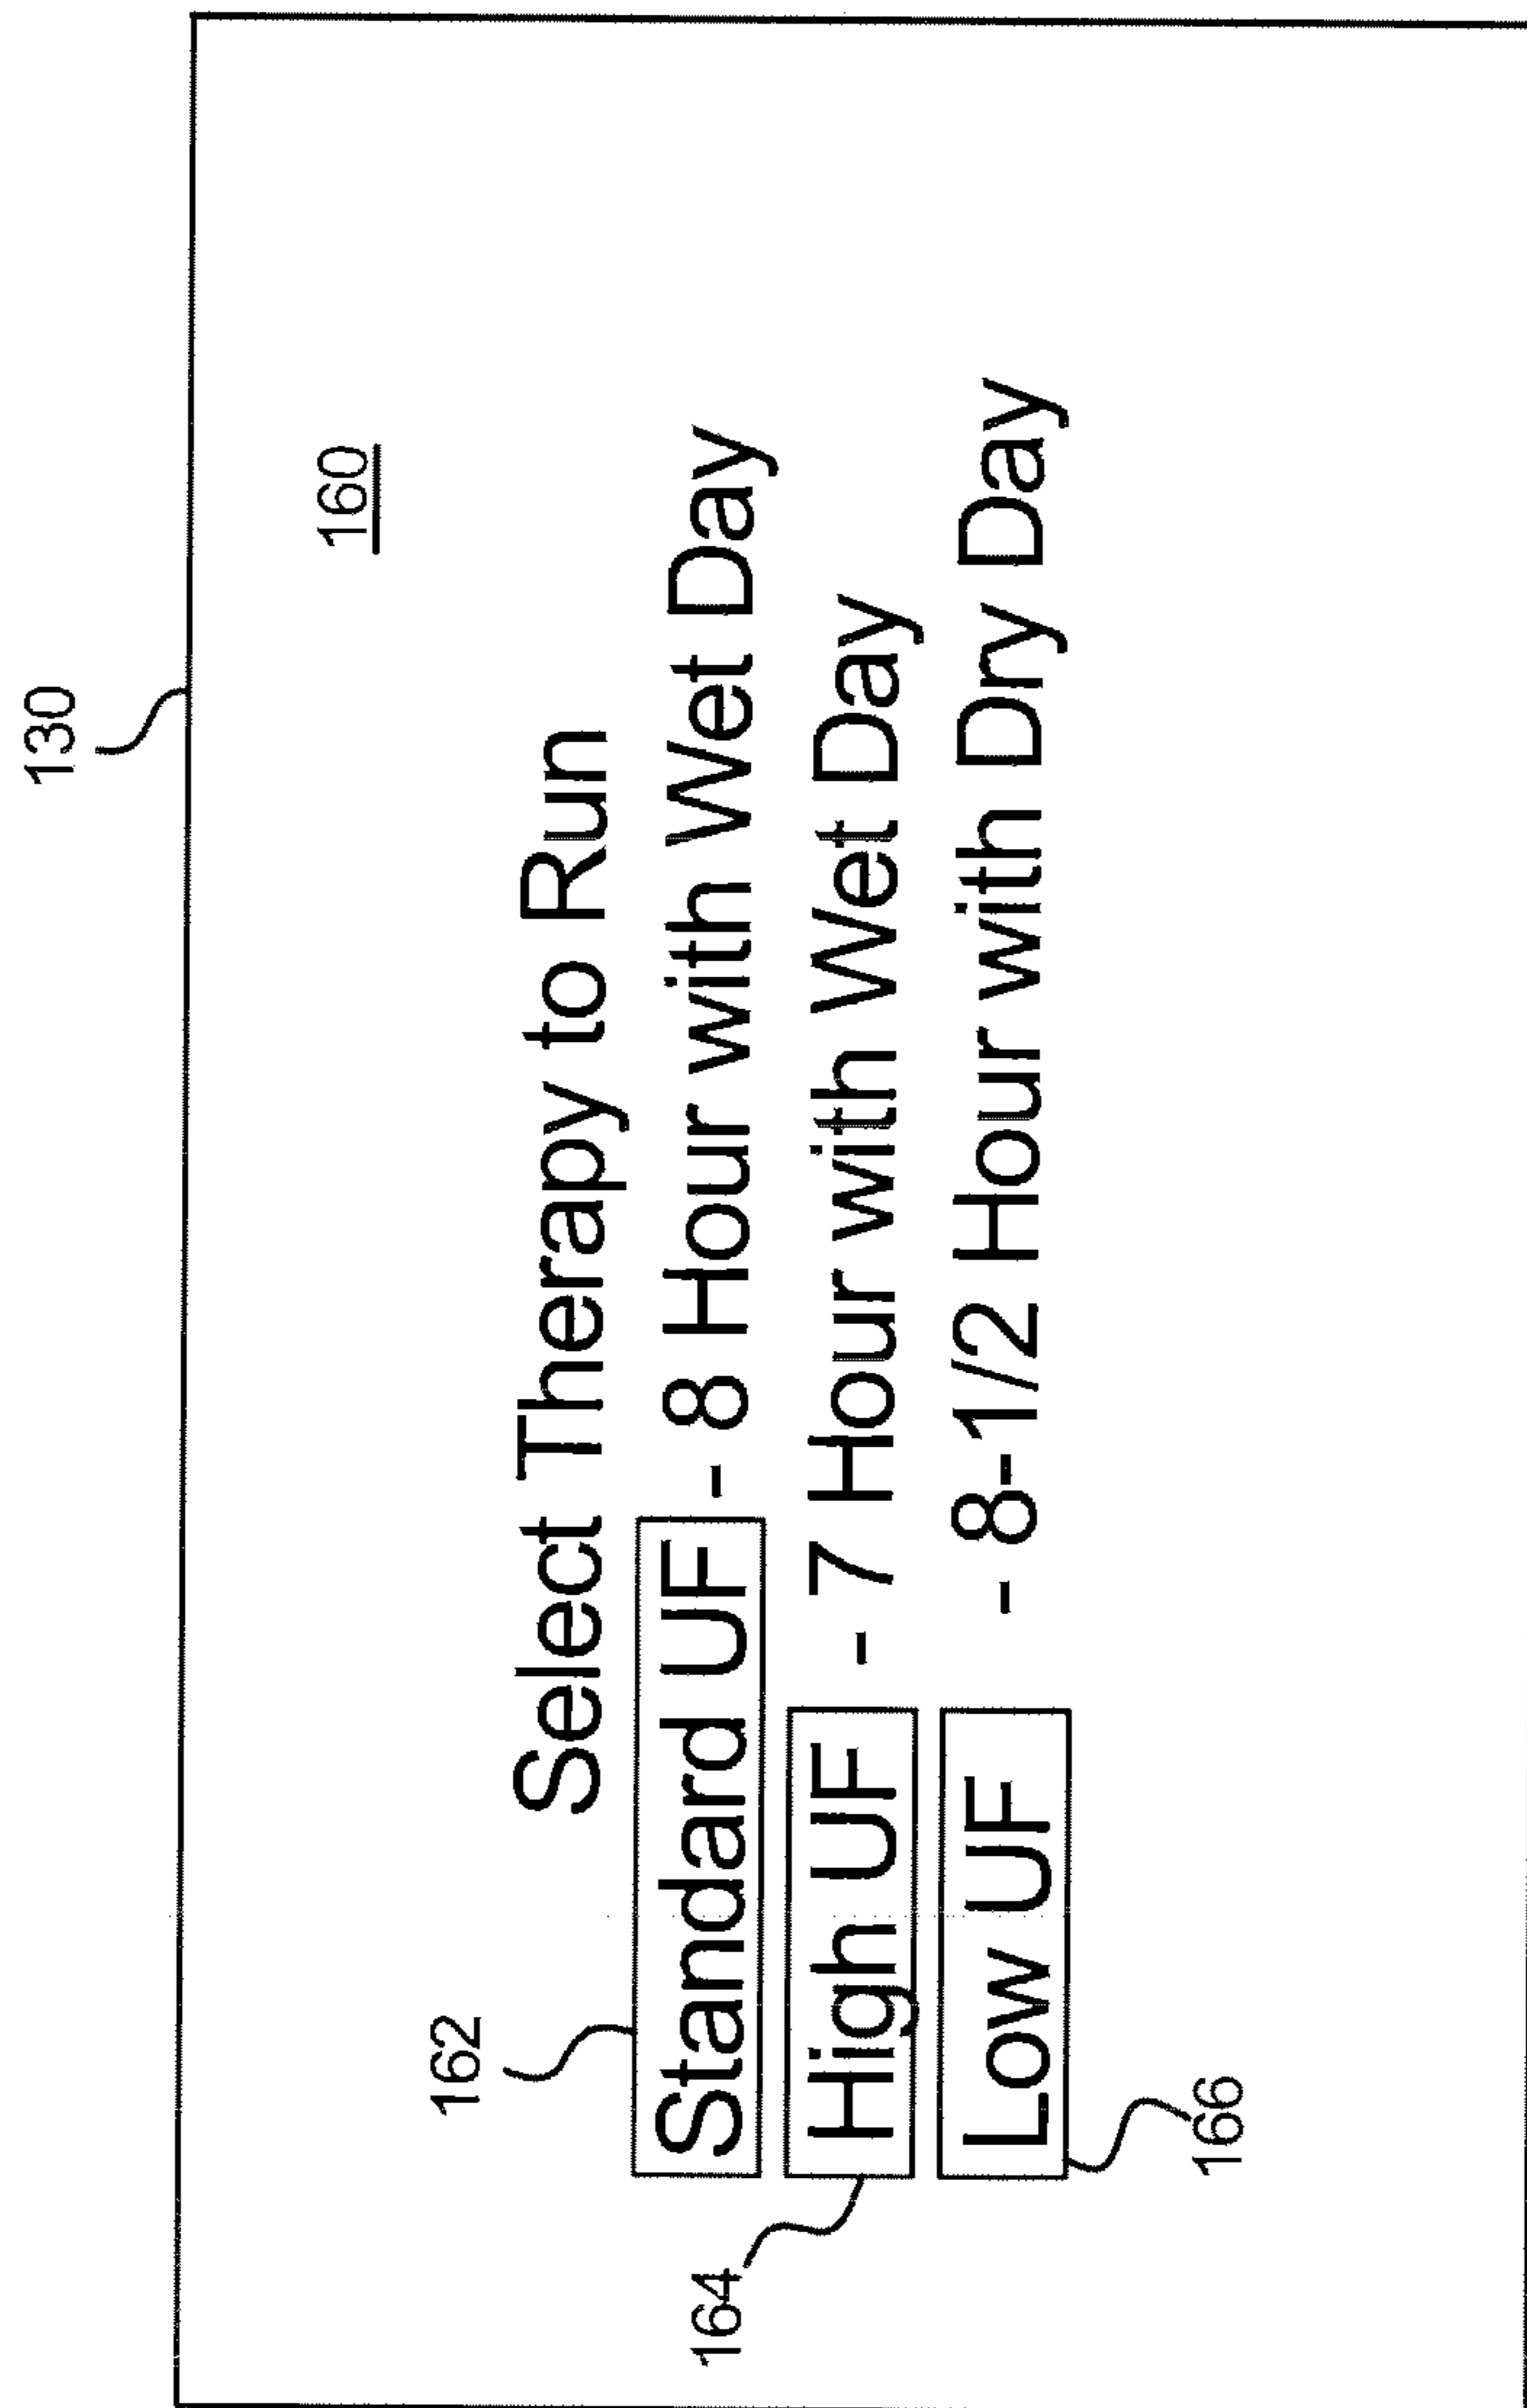 130
160
Select Therapy to Run
162
Standard UF - 8 Hour with Wet Day
164
High UF - 7 Hour with Wet Day
Low UF - 8-1/2 Hour with Dry Day
166